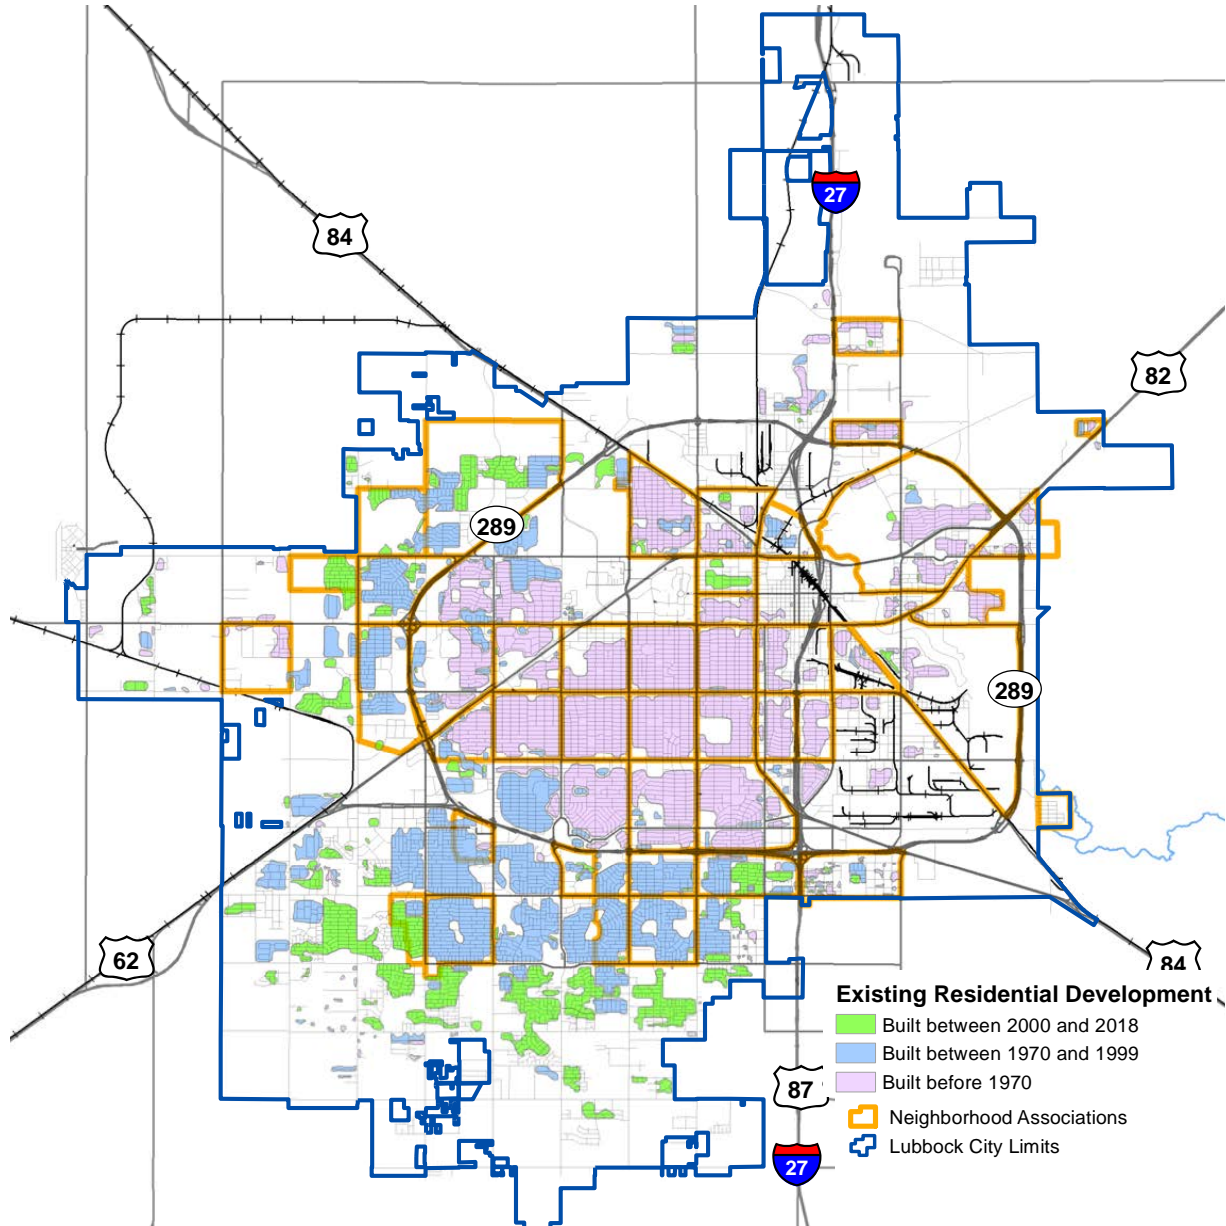 27
84
82
289
289
62
84
Existing Residential Development
Built between 2000 and 2018
Built between 1970 and 1999
Built before 1970
87
Neighborhood Associations
Lubbock City Limits
27